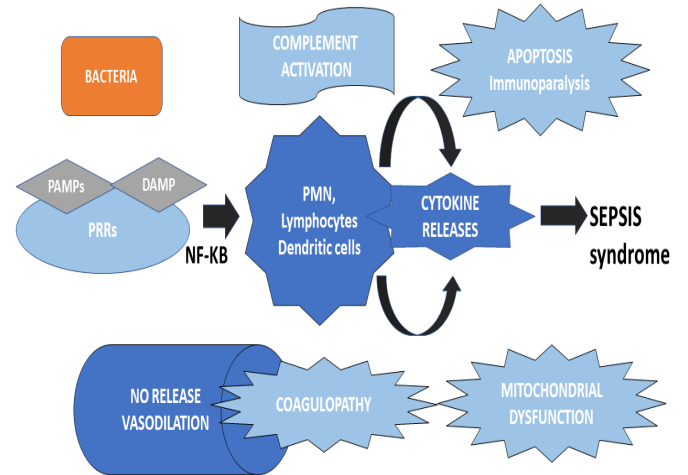 BACTERIA
COMPLEMENT
ACTIVATION
APOPTOSIS
Immunoparalysis
PAMPs
DAMP
PRRs
NF-KB
PMN,
Lymphocytes
Dendritic cells
CYTOKINE
RELEASES
SEPSIS
syndrome
NO RELEASE
VASODILATION
COAGULOPATHY
MITOCHONDRIAL
DYSFUNCTION